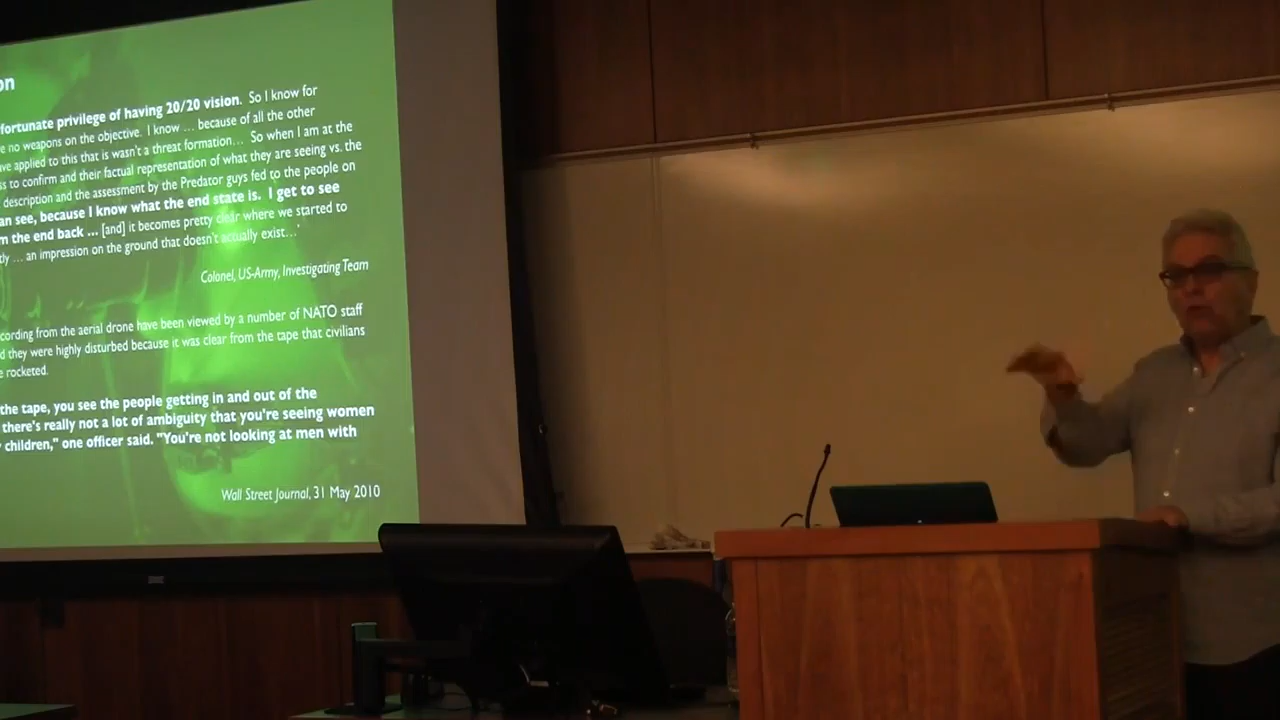 on
fortunate privilege of having 20/20 vision. So I know for
e no weapons on the objective. I know ... because of all the other
ve applied to this that is wasn't a threat formation... So when I am at the
ss to confirm and their factual representation of what they are seeing vs. the
description and the assessment by the Predator guys fed to the people on
an see, because I know what the end state is. I get to see
m the end back ... [and] it becomes pretty clear where we started to
tly ... an impression on the ground that doesn't actually exist...'
Colonel, US-Army, Investigating Team
cording from the aerial drone have been viewed by a number of NATO staff
d they were highly disturbed because it was clear from the tape that civilians
e rocketed.
the tape, you see the people getting in and out of the
there's really not a lot of ambiguity that you're seeing women
children," one officer said. "You're not looking at men with
Wall Street Journal, 31 May 2010